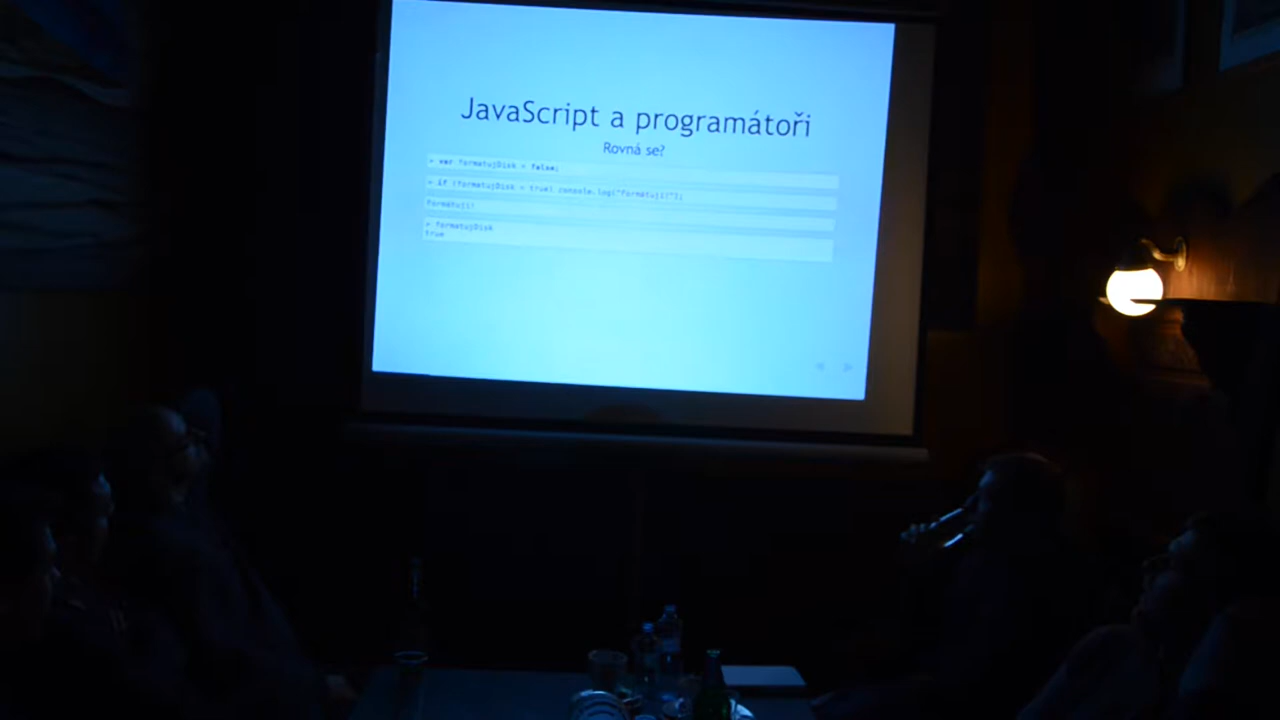 JavaScript a programátoři
Rovná se?
> var formatujDisk = false;
> if (formatujDisk = true) console.log("Formatuji!");
Formatuji!
> formatujDisk
true